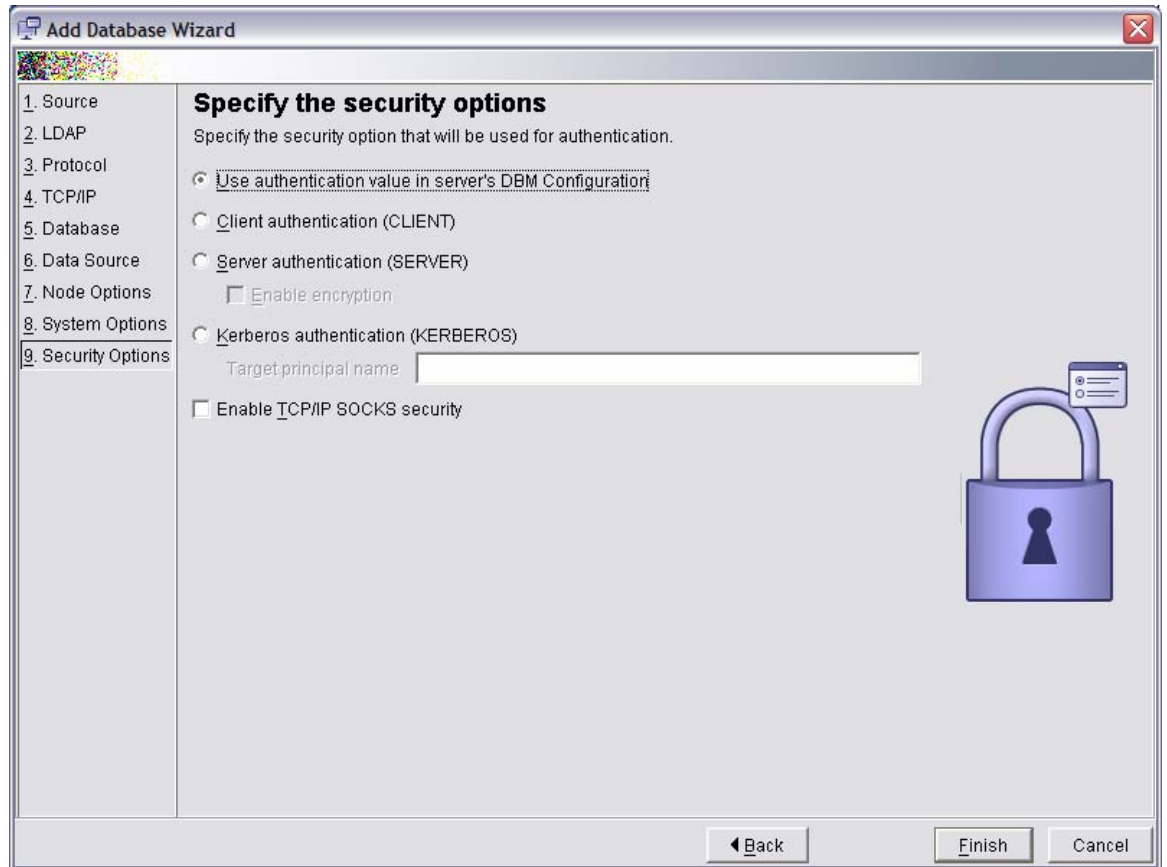 Add Database Wizard
1. Source
2. LDAP
3. Protocol
4. TCP/IP
5. Database
6. Data Source
7. Node Options
8. System Options
9. Security Options
Specify the security options
Specify the security option that will be used for authentication.
Use authentication value in server's DBM Configuration
Client authentication (CLIENT)
Server authentication (SERVER)
Enable encryption
Kerberos authentication (KERBEROS)
Target principal name
Enable TCP/IP SOCKS security
Back
Finish
Cancel